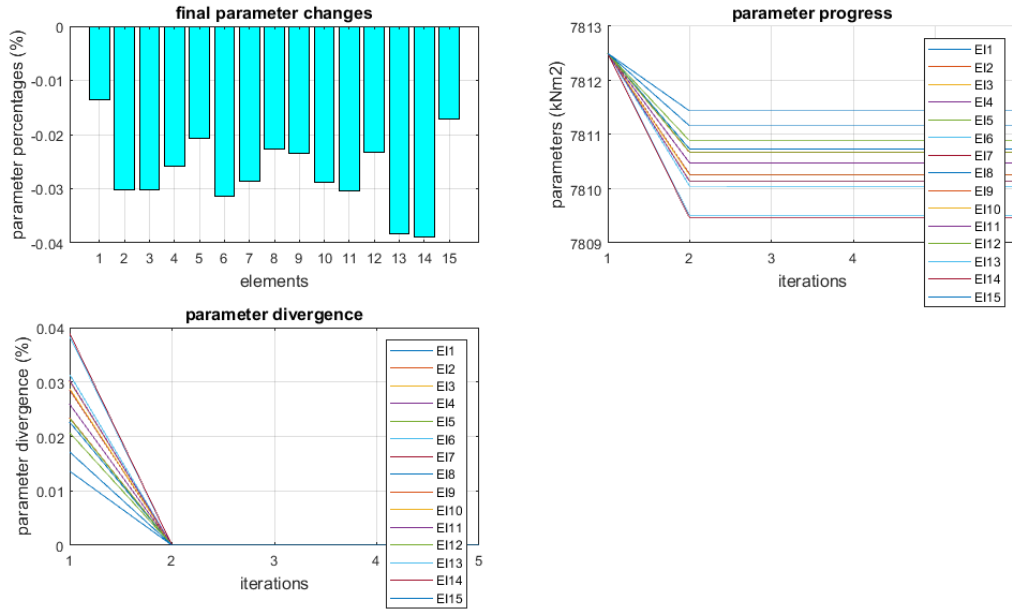 final parameter changes
parameter percentages (%)
0
-0.01
-0.02
-0.03
-0.04
1 2 3 4 5 6 7 8 9 10 11 12 13 14 15
elements
parameter progress
parameters (kNm2)
7813
7812
7811
7810
7809
1 2 3 4
iterations
EI1
EI2
EI3
EI4
EI5
EI6
EI7
EI8
EI9
EI10
EI11
EI12
EI13
EI14
EI15
parameter divergence
parameter divergence (%)
0.04
0.03
0.02
0.01
0
1 2 3 4 5
iterations
EI1
EI2
EI3
EI4
EI5
EI6
EI7
EI8
EI9
EI10
EI11
EI12
EI13
EI14
EI15